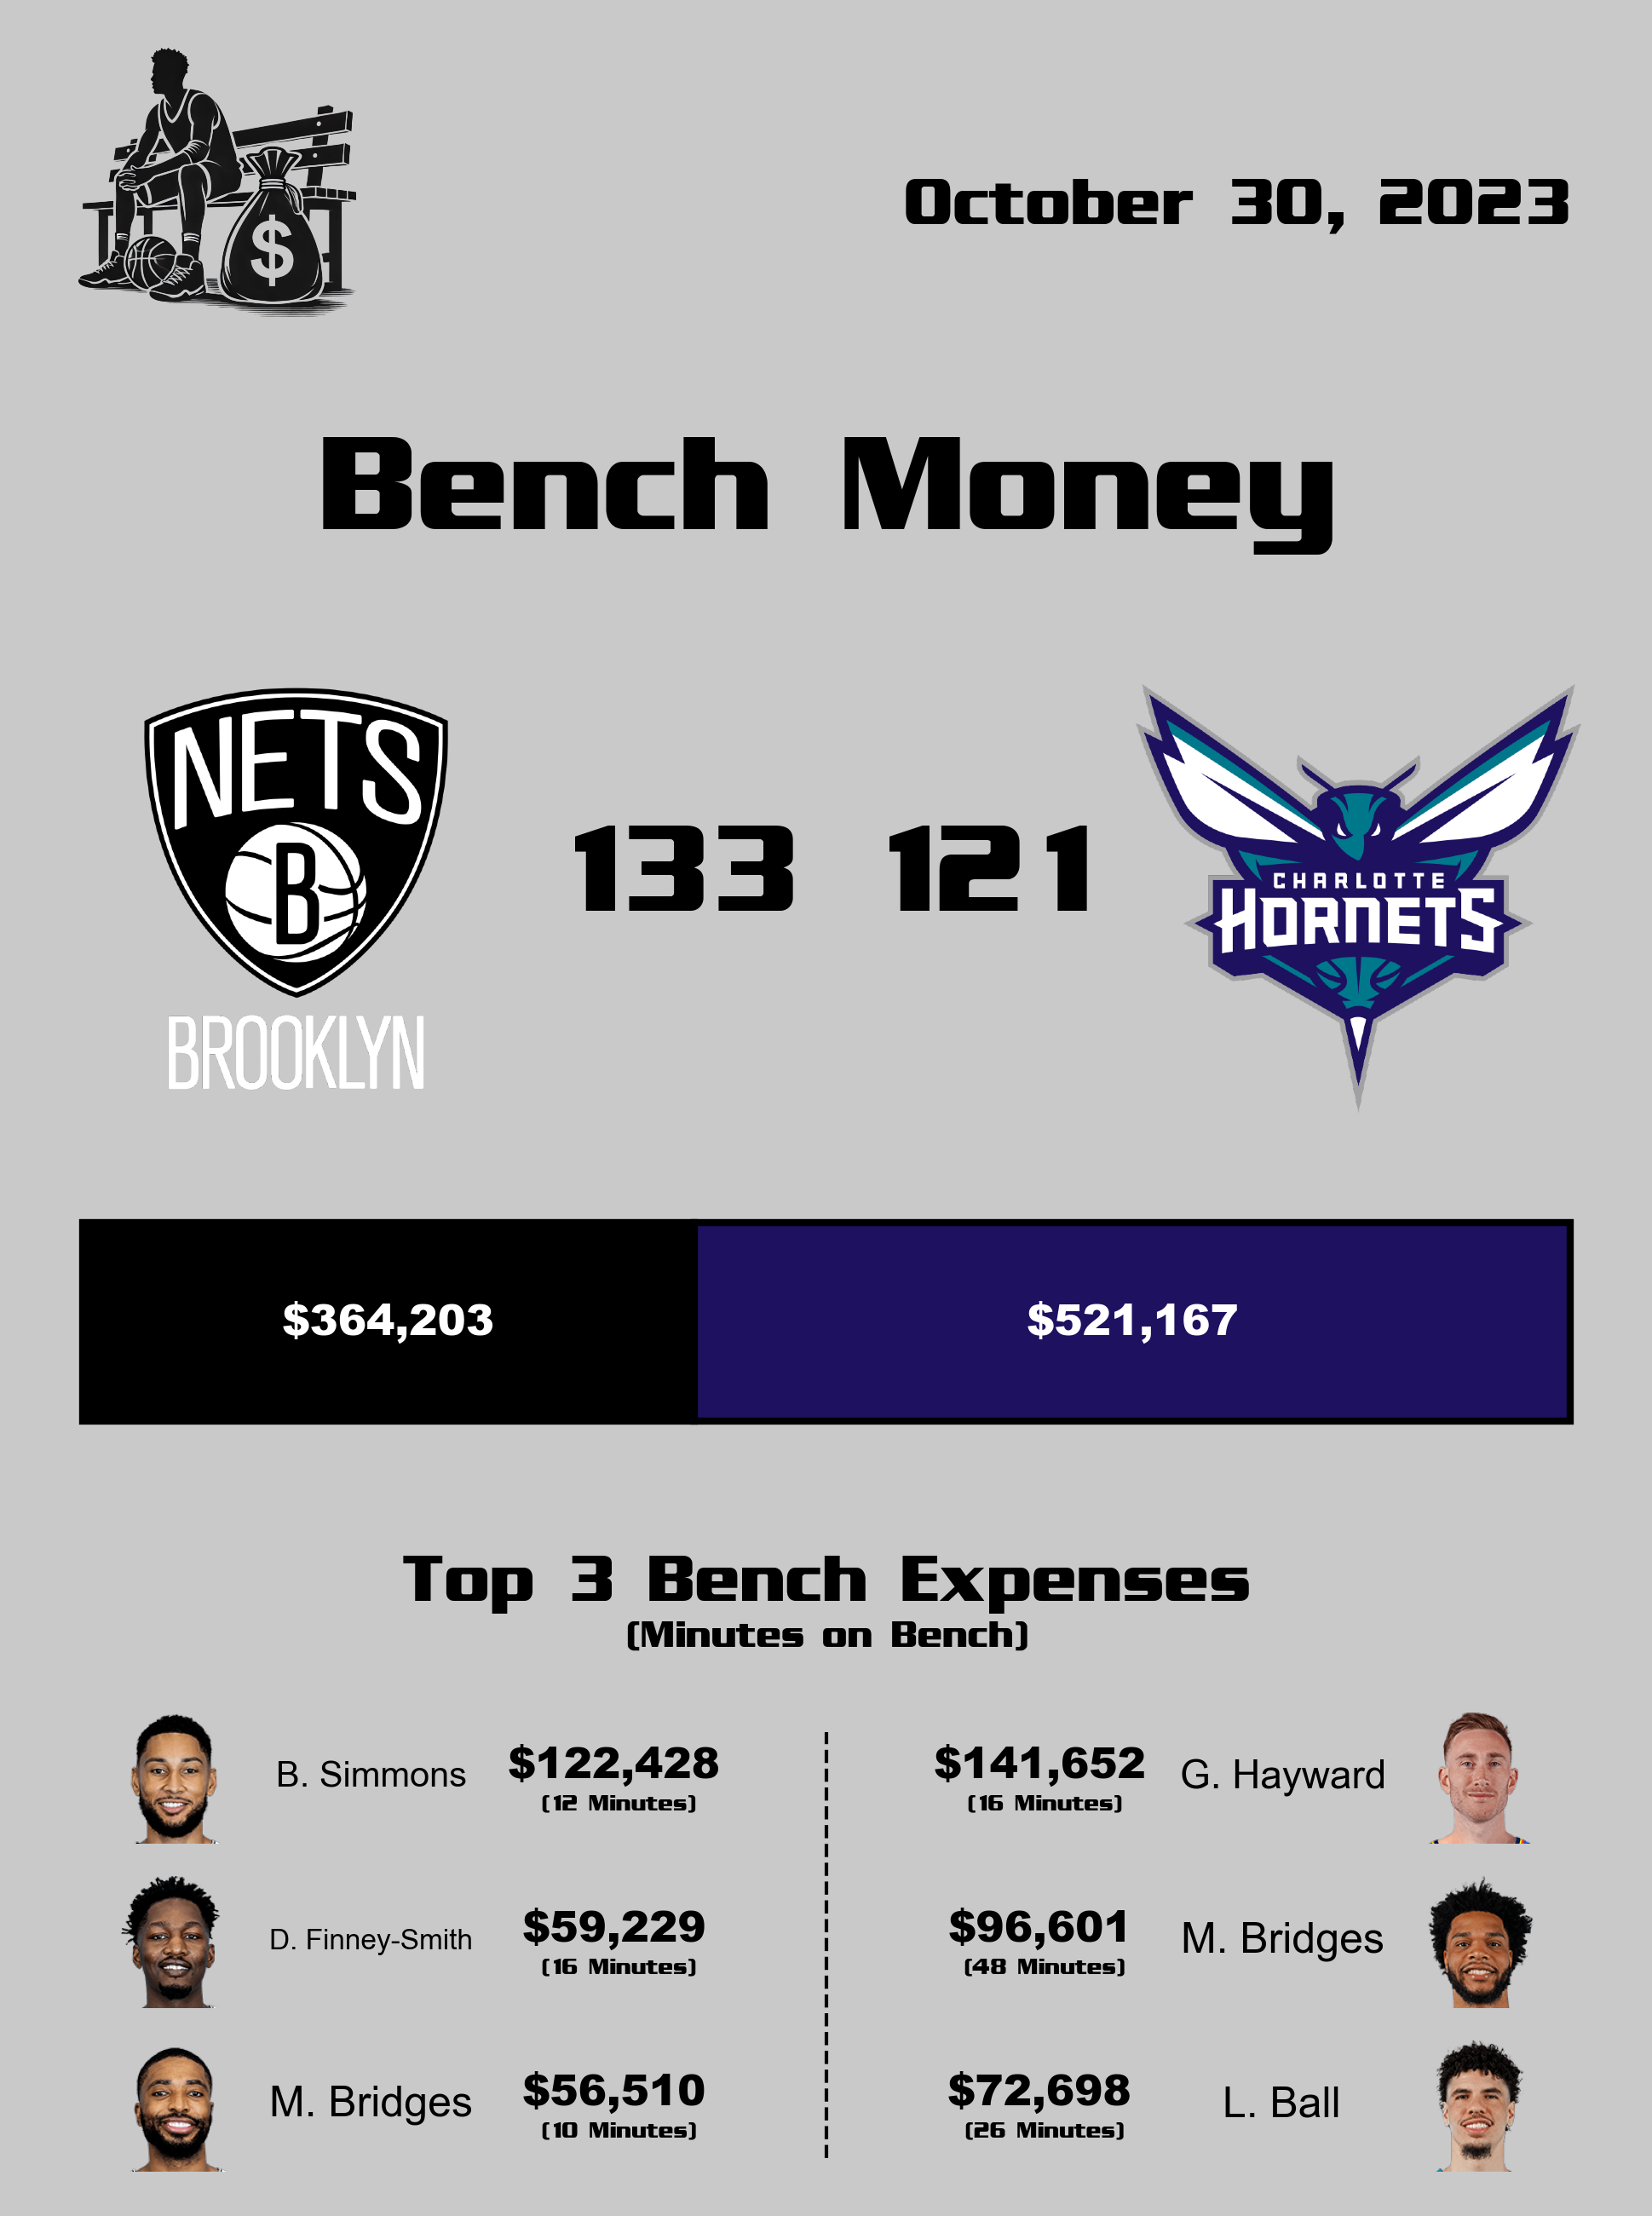 $
October 30, 2023
Bench Money
NETS
B
BROOKLYN
133 121
CHARLOTTE
HORNETS
$364,203 $521,167
Top 3 Bench Expenses
(Minutes on Bench)
B. Simmons $122,428 $141,652 G. Hayward
(12 Minutes) (16 Minutes)
D. Finney-Smith $59,229 $96,601 M. Bridges
(16 Minutes) (48 Minutes)
M. Bridges $56,510 $72,698 L. Ball
(10 Minutes) (26 Minutes)